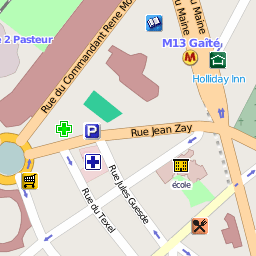 du Maine
du Maine
e 2 Pasteur
M13 Gaîté
Rue du Commandant René Mo
Holliday Inn
P
Rue Jean Zay
école
Rue Jules Guesde
Rue du Texel